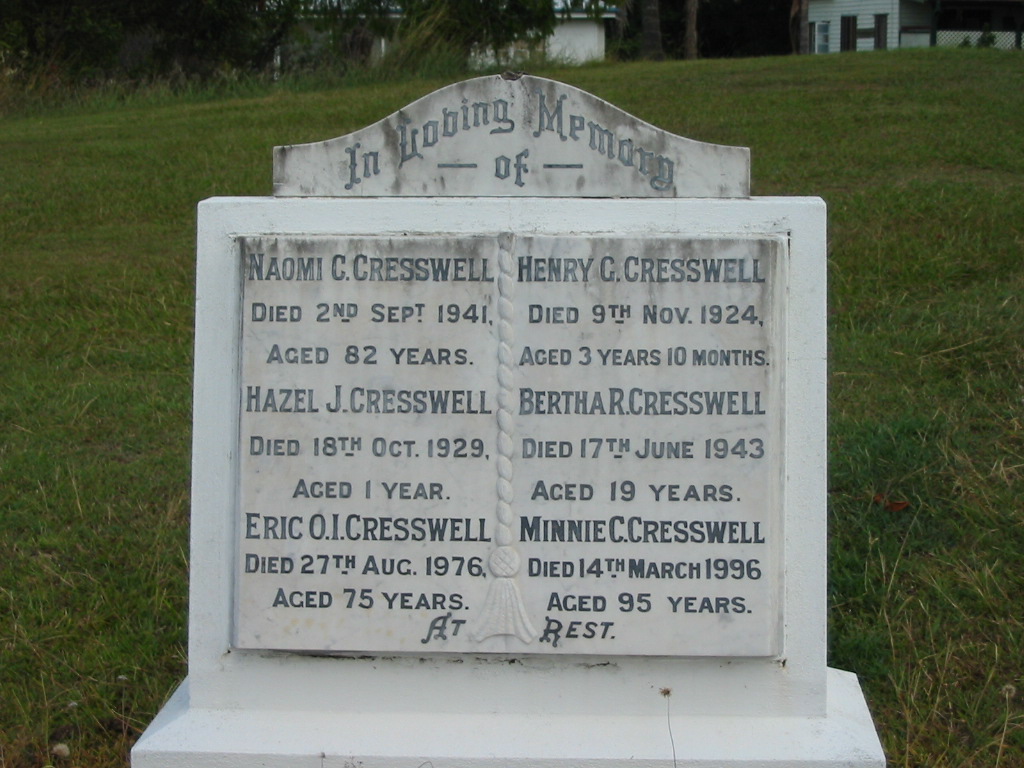 In Loving Memory
— of —
NAOMI C. CRESSWELL
DIED 2ND SEPT 1941,
AGED 82 YEARS.
HAZEL J. CRESSWELL
DIED 18TH OCT. 1929,
AGED 1 YEAR.
ERIC O.I. CRESSWELL
DIED 27TH AUG. 1976,
AGED 75 YEARS.
HENRY G. CRESSWELL
DIED 9TH NOV. 1924,
AGED 3 YEARS 10 MONTHS.
BERTHA R. CRESSWELL
DIED 17TH JUNE 1943
AGED 19 YEARS.
MINNIE C. CRESSWELL
DIED 14TH MARCH 1996
AGED 95 YEARS.
AT REST.